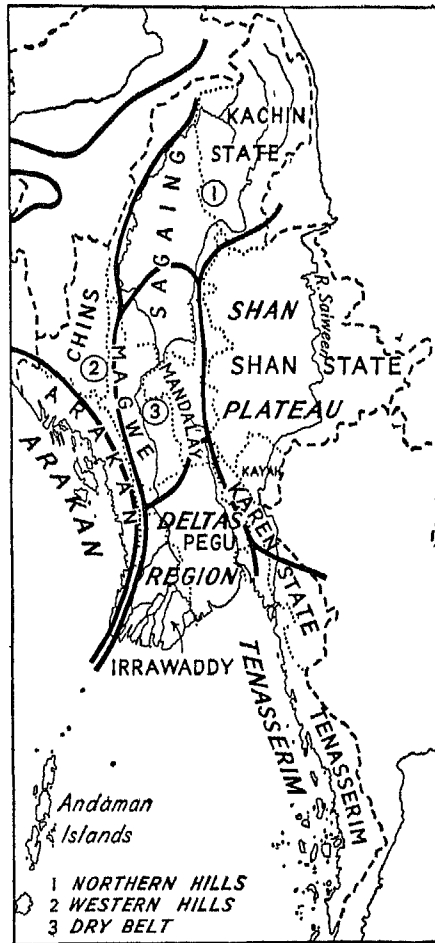 KACHIN
STATE
SAGAING
1
SHAN
R. Salween
CHINS
SHAN STATE
2
MAGWE
3
MANDALAY
PLATEAU
ARAKAN
ARAKAN
KAYAH
KAREN STATE
DELTAS
PEGU
REGION
IRRAWADDY
TENASSERIM
TENASSERIM
Andaman
Islands
1 NORTHERN HILLS
2 WESTERN HILLS
3 DRY BELT